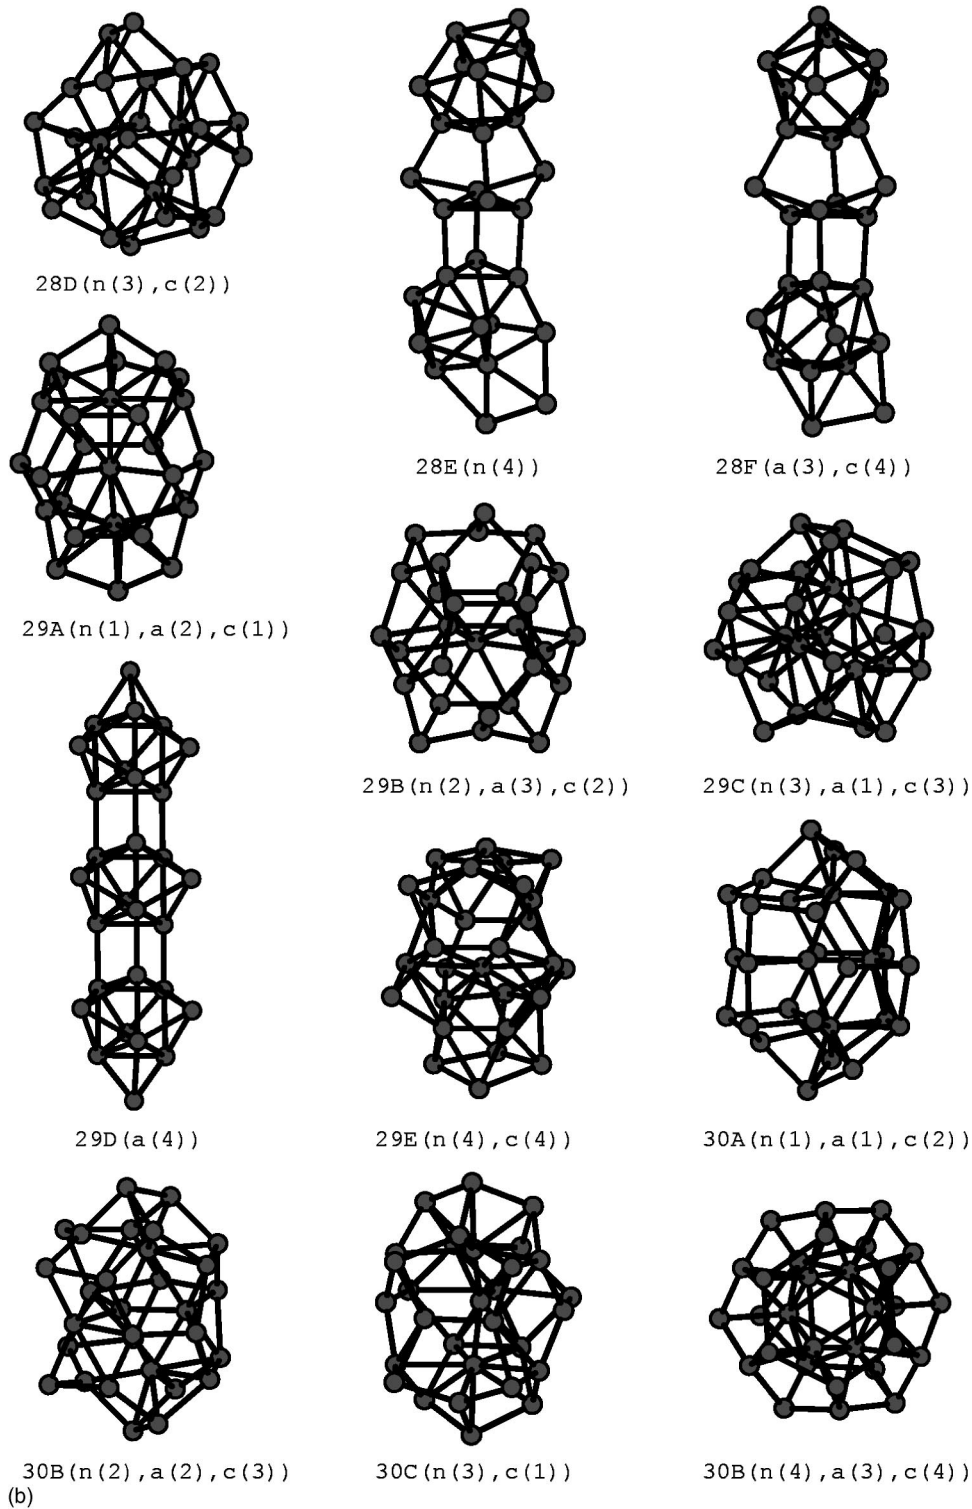 28D(n(3),c(2))
28E(n(4))
28F(a(3),c(4))
29A(n(1),a(2),c(1))
29B(n(2),a(3),c(2))
29C(n(3),a(1),c(3))
29D(a(4))
29E(n(4),c(4))
30A(n(1),a(1),c(2))
30B(n(2),a(2),c(3))
30C(n(3),c(1))
30B(n(4),a(3),c(4))
(b)